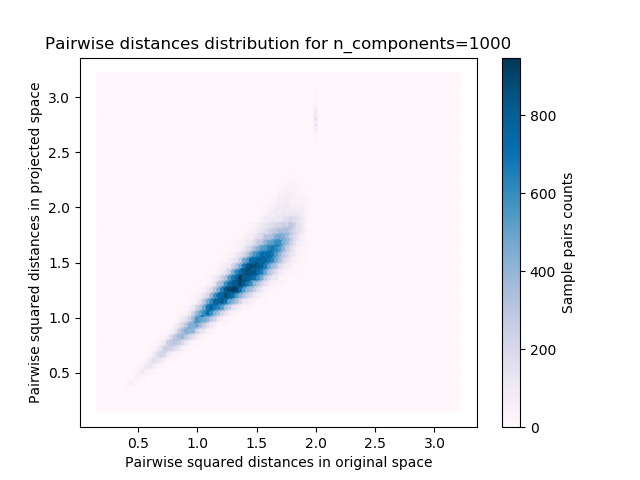 Pairwise distances distribution for n_components=1000
Pairwise squared distances in projected space
3.0
2.5
2.0
1.5
1.0
0.5
0.5 1.0 1.5 2.0 2.5 3.0
Pairwise squared distances in original space
800
600
400
200
0
Sample pairs counts